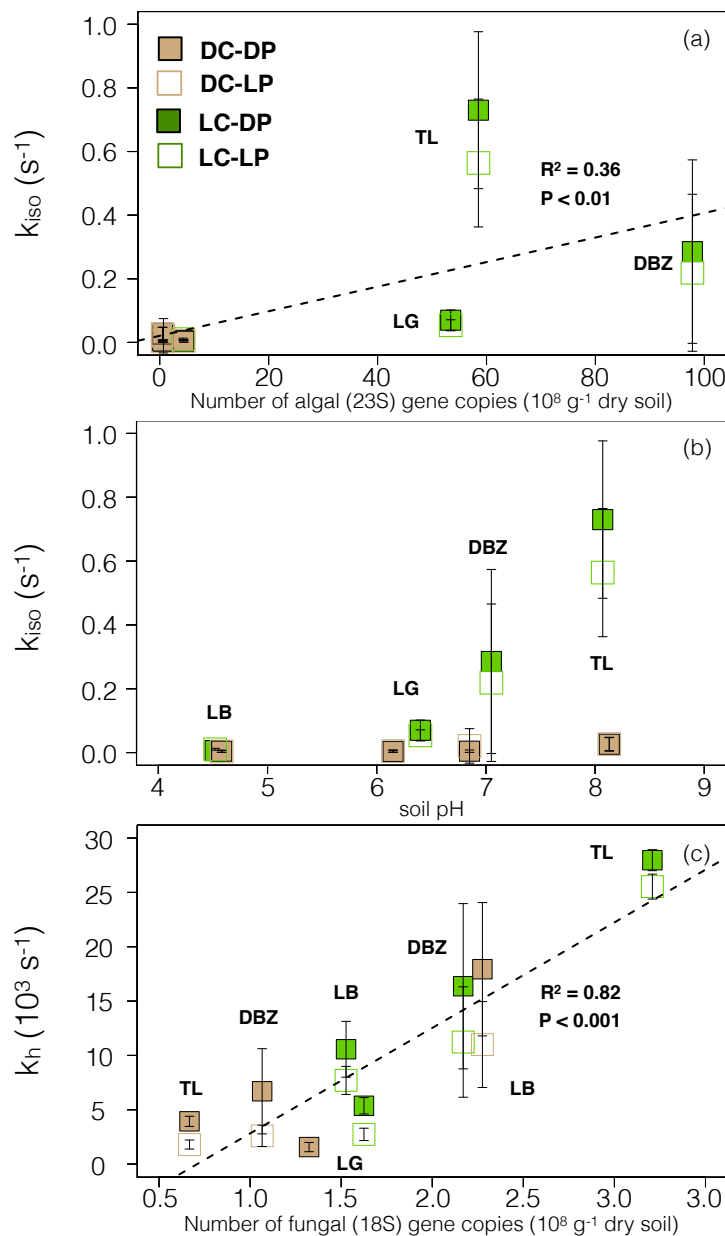 (a)
DC-DP
DC-LP
LC-DP
LC-LP
TL
R² = 0.36
P < 0.01
DBZ
LG
1.0
0.8
0.6
0.4
0.2
0.0
k_iso (s⁻¹)
0 20 40 60 80 100
Number of algal (23S) gene copies (10⁸ g⁻¹ dry soil)
(b)
1.0
0.8
0.6
0.4
0.2
0.0
k_iso (s⁻¹)
DBZ
TL
LG
LB
4 5 6 7 8 9
soil pH
(c)
30
25
20
15
10
5
0
k_h (10³ s⁻¹)
TL
DBZ
LB
DBZ
R² = 0.82
P < 0.001
TL
LB
LG
0.5 1.0 1.5 2.0 2.5 3.0 3.0
Number of fungal (18S) gene copies (10⁸ g⁻¹ dry soil)